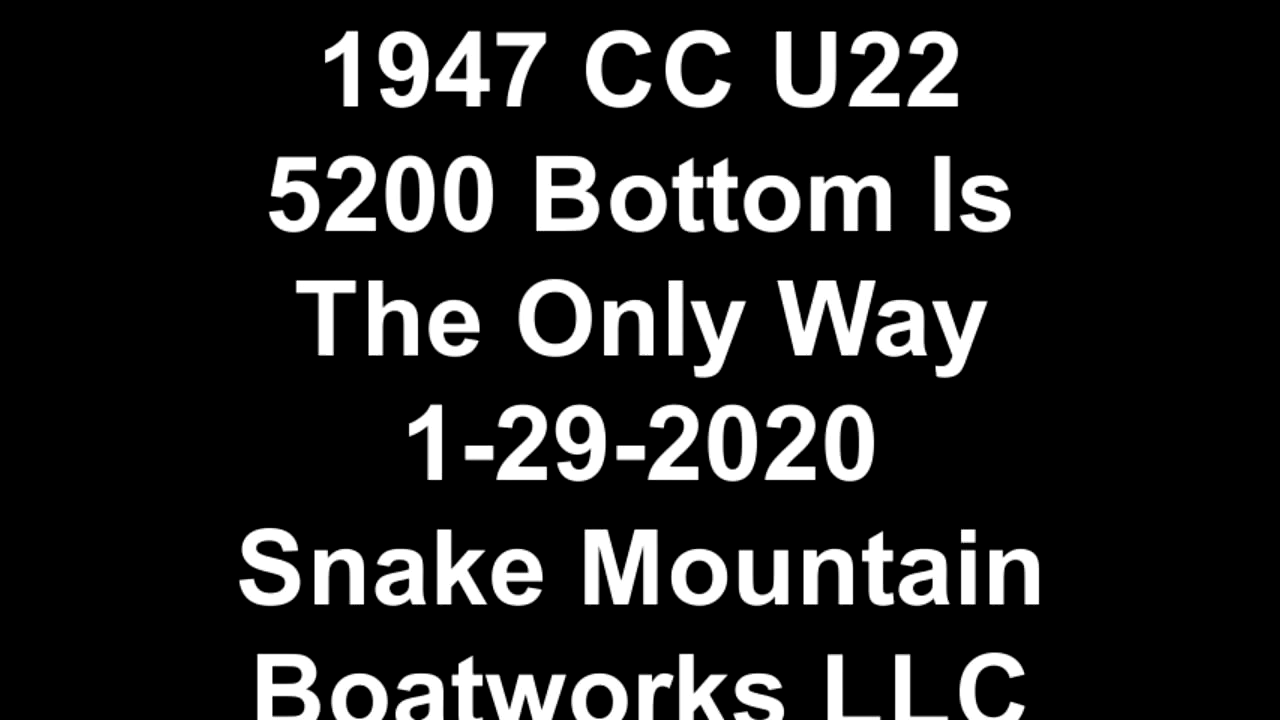 1947 CC U22
5200 Bottom Is
The Only Way
1-29-2020
Snake Mountain
Boatworks LLC